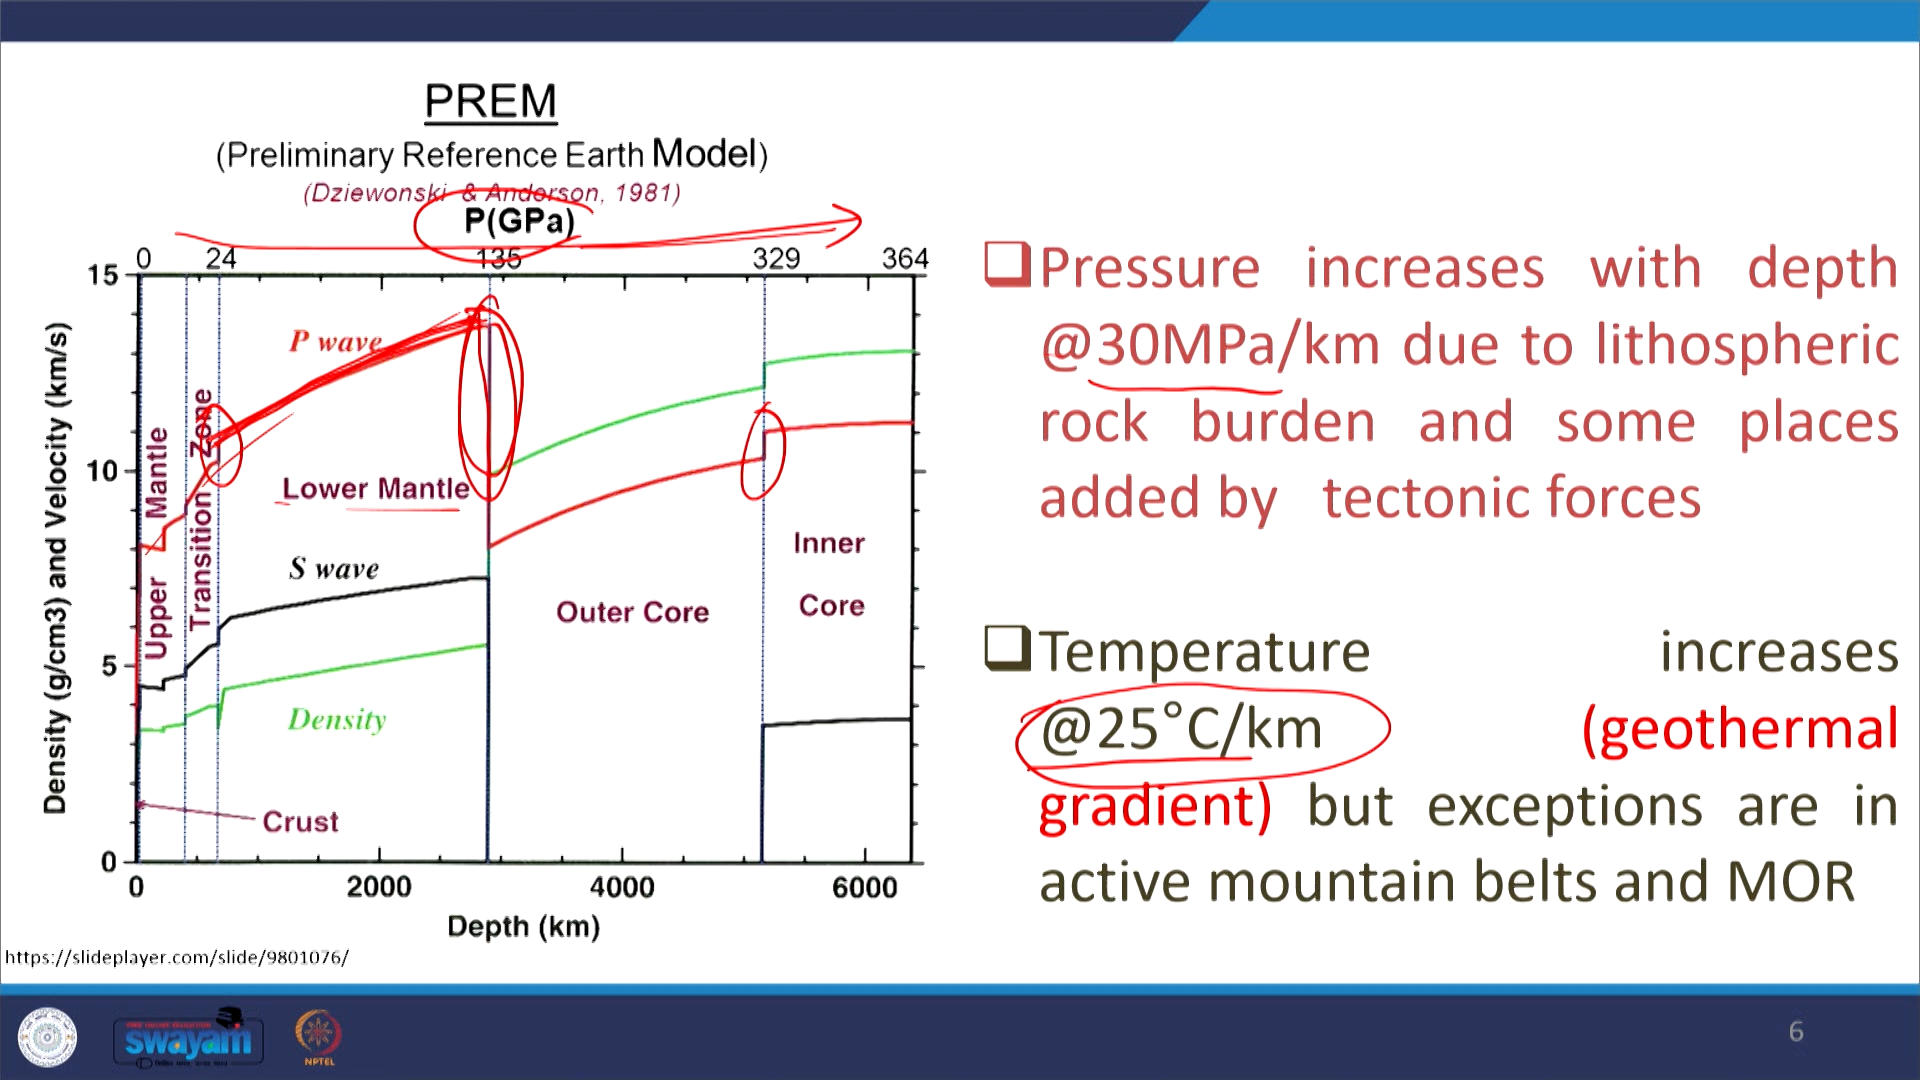 PREM
(Preliminary Reference Earth Model)
(Dziewonski & Anderson, 1981)
P(GPa)
0 24 135 329 364
15
10
5
0
Density (g/cm3) and Velocity (km/s)
Upper Mantle
Transition Zone
P wave
Lower Mantle
S wave
Density
Crust
Outer Core
Inner
Core
0 2000 4000 6000
Depth (km)
https://slideplayer.com/slide/9801076/
Pressure increases with depth
@30MPa/km due to lithospheric
rock burden and some places
added by tectonic forces
Temperature increases
@25°C/km (geothermal
gradient) but exceptions are in
active mountain belts and MOR
swayam
NPTEL
6